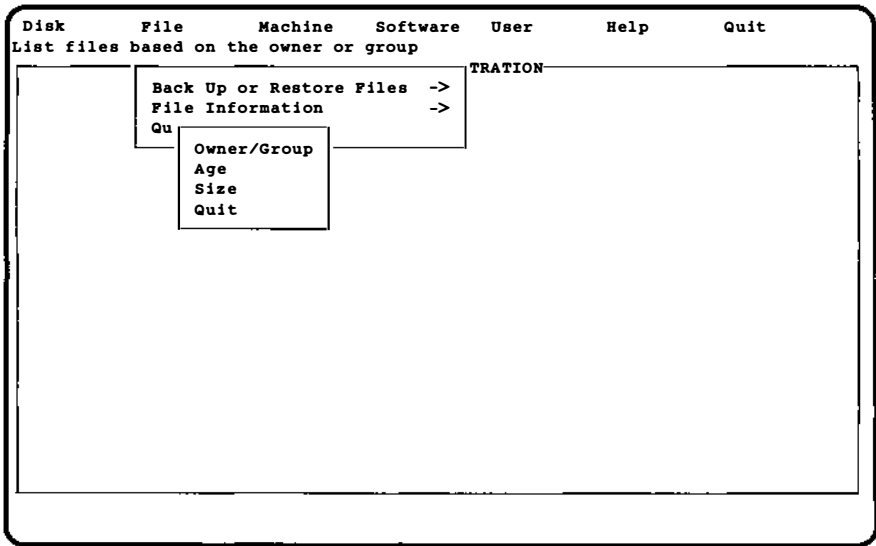 Disk File Machine Software User Help Quit
List files based on the owner or group
TRATION
Back Up or Restore Files ->
File Information ->
Qu
Owner/Group
Age
Size
Quit